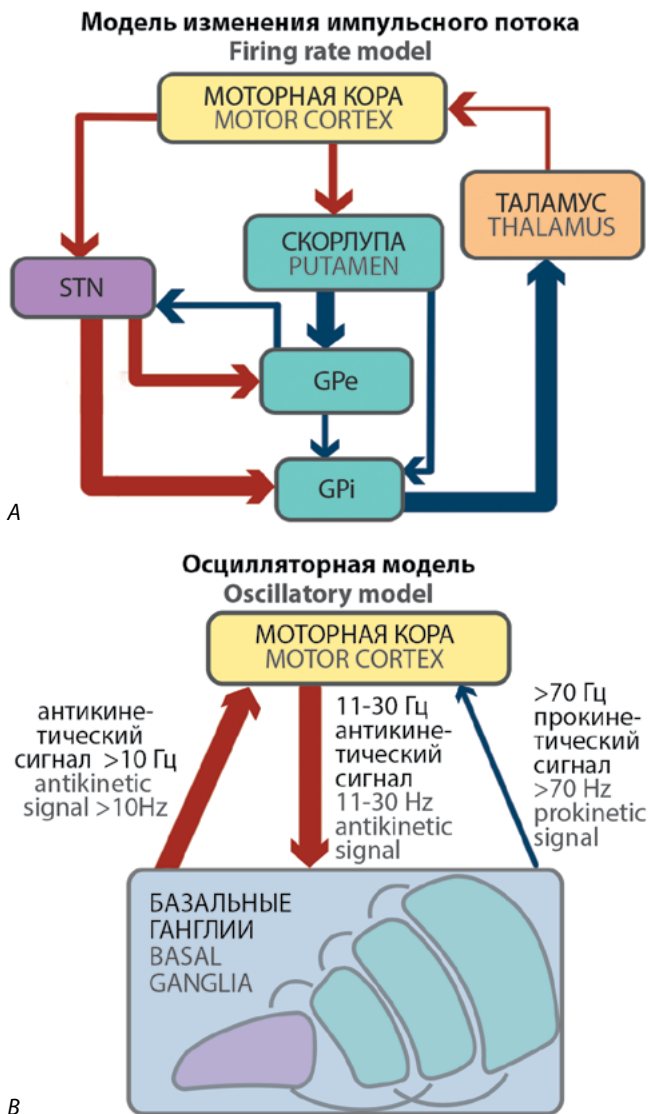 Модель изменения импульсного потока
Firing rate model
МОТОРНАЯ КОРА
MOTOR CORTEX
ТАЛАМУС
THALAMUS
СКОРЛУПА
PUTAMEN
STN
GPe
GPi
A
Осцилляторная модель
Oscillatory model
МОТОРНАЯ КОРА
MOTOR CORTEX
антикине-
тический
сигнал >10 Гц
antikinetic
signal >10Hz
11-30 Гц
антикине-
тический
сигнал
11-30 Hz
antikinetic
signal
>70 Гц
прокине-
тический
сигнал
>70 Hz
prokinetic
signal
БАЗАЛЬНЫЕ
ГАНГЛИИ
BASAL
GANGLIA
B